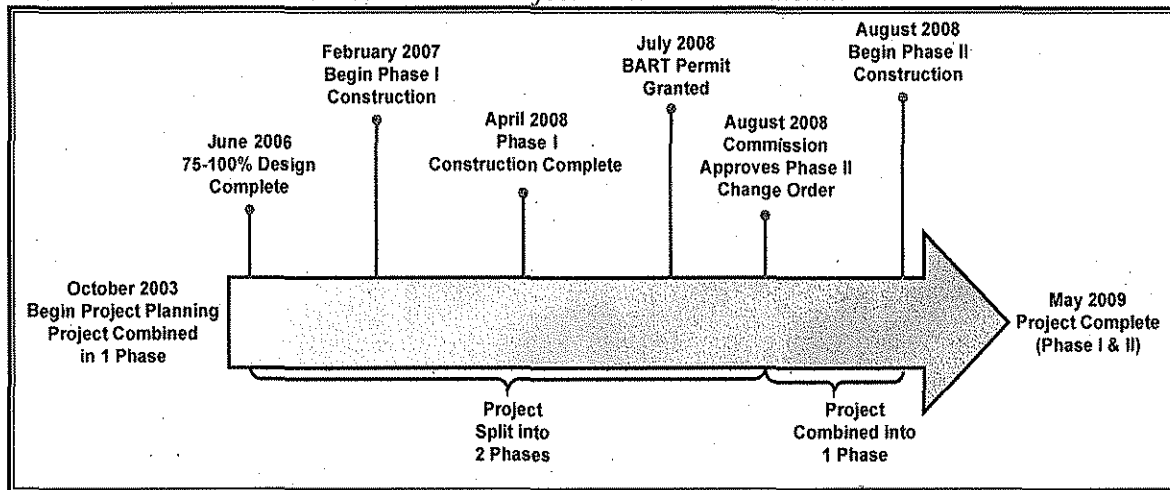 February 2007
Begin Phase I
Construction
July 2008
BART Permit
Granted
August 2008
Begin Phase II
Construction
June 2006
75-100% Design
Complete
April 2008
Phase I
Construction Complete
August 2008
Commission
Approves Phase II
Change Order
October 2003
Begin Project Planning
Project Combined
in 1 Phase
May 2009
Project Complete
(Phase I & II)
Project
Split into
2 Phases
Project
Combined into
1 Phase